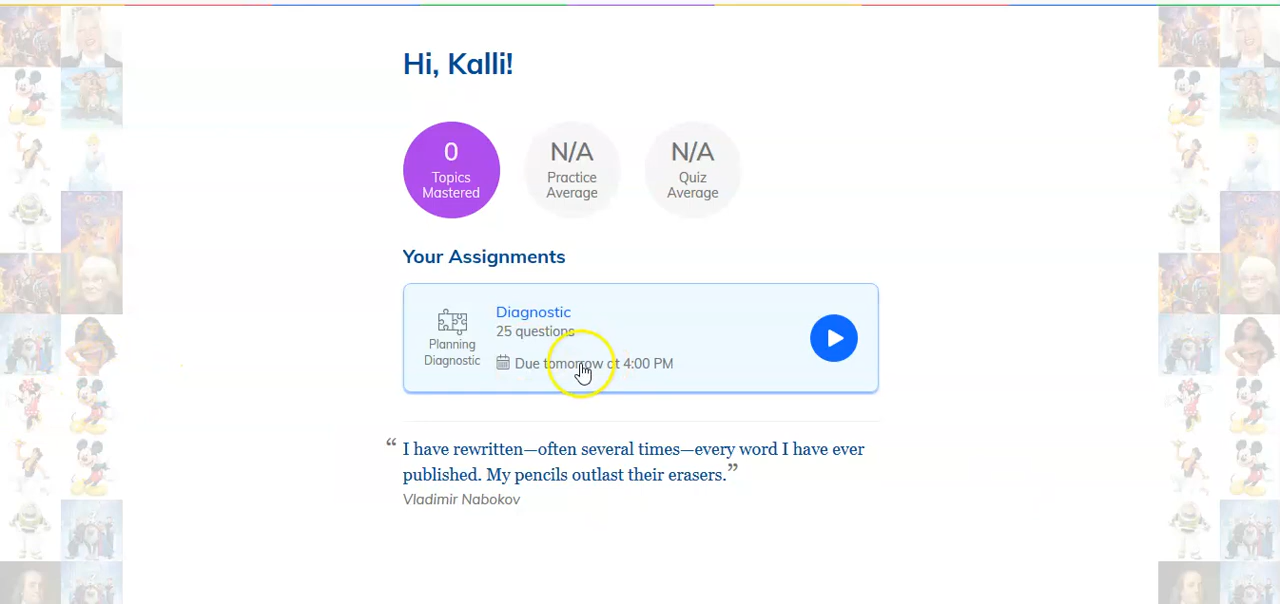 Hi, Kalli!
0
Topics
Mastered
N/A
Practice
Average
N/A
Quiz
Average
Your Assignments
Planning
Diagnostic
Diagnostic
25 questions
Due tomorrow at 4:00 PM
“ I have rewritten—often several times—every word I have ever
published. My pencils outlast their erasers.”
Vladimir Nabokov